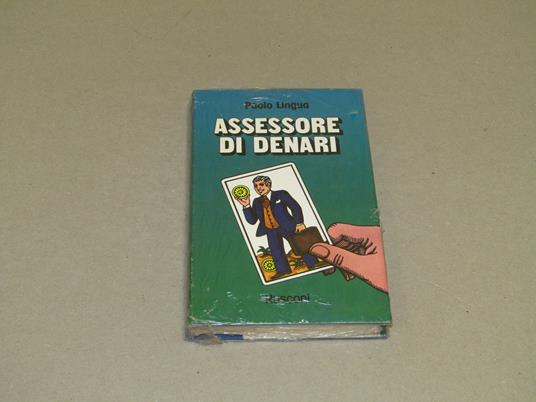 Paolo Lingua
ASSESSORE
DI DENARI
Rusconi